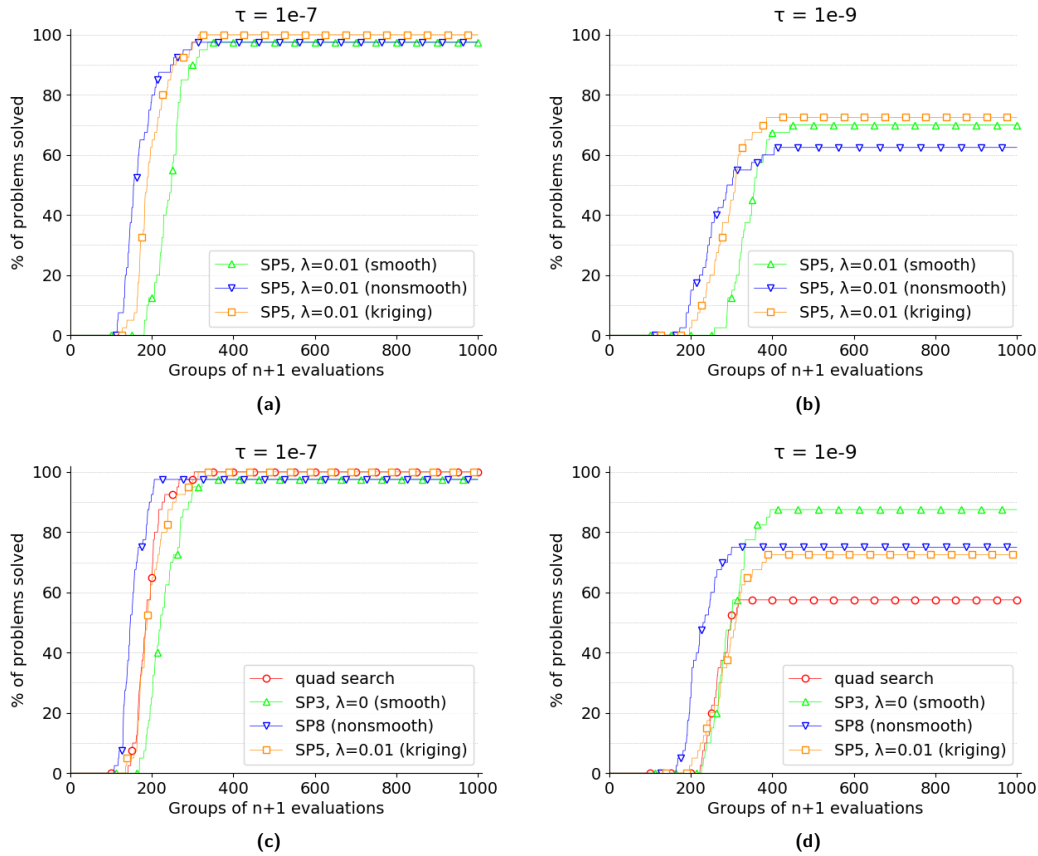 τ = 1e-7
% of problems solved
100
80
60
40
20
0
SP5, λ=0.01 (smooth)
SP5, λ=0.01 (nonsmooth)
SP5, λ=0.01 (kriging)
0 200 400 600 800 1000
Groups of n+1 evaluations
(a)
τ = 1e-9
% of problems solved
100
80
60
40
20
0
SP5, λ=0.01 (smooth)
SP5, λ=0.01 (nonsmooth)
SP5, λ=0.01 (kriging)
0 200 400 600 800 1000
Groups of n+1 evaluations
(b)
τ = 1e-7
% of problems solved
100
80
60
40
20
0
quad search
SP3, λ=0 (smooth)
SP8 (nonsmooth)
SP5, λ=0.01 (kriging)
0 200 400 600 800 1000
Groups of n+1 evaluations
(c)
τ = 1e-9
% of problems solved
100
80
60
40
20
0
quad search
SP3, λ=0 (smooth)
SP8 (nonsmooth)
SP5, λ=0.01 (kriging)
0 200 400 600 800 1000
Groups of n+1 evaluations
(d)